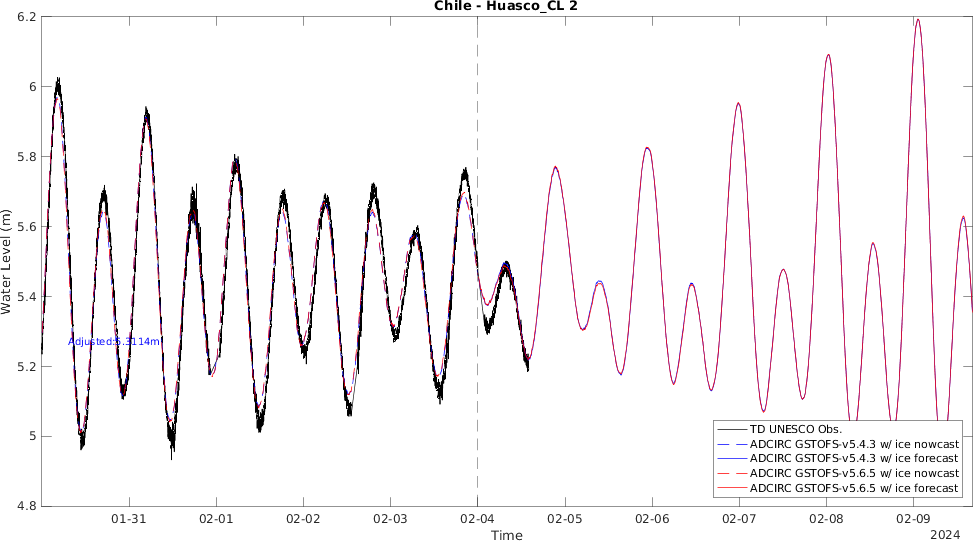 Chile - Huasco_CL 2
6.2
6
5.8
5.6
5.4
5.2
5
4.8
Water Level (m)
Adjusted:5.3114m
01-31
02-01
02-02
02-03
02-04
02-05
02-06
02-07
02-08
02-09
Time
2024
TD UNESCO Obs.
ADCIRC GSTOFS-v5.4.3 w/ ice nowcast
ADCIRC GSTOFS-v5.4.3 w/ ice forecast
ADCIRC GSTOFS-v5.6.5 w/ ice nowcast
ADCIRC GSTOFS-v5.6.5 w/ ice forecast